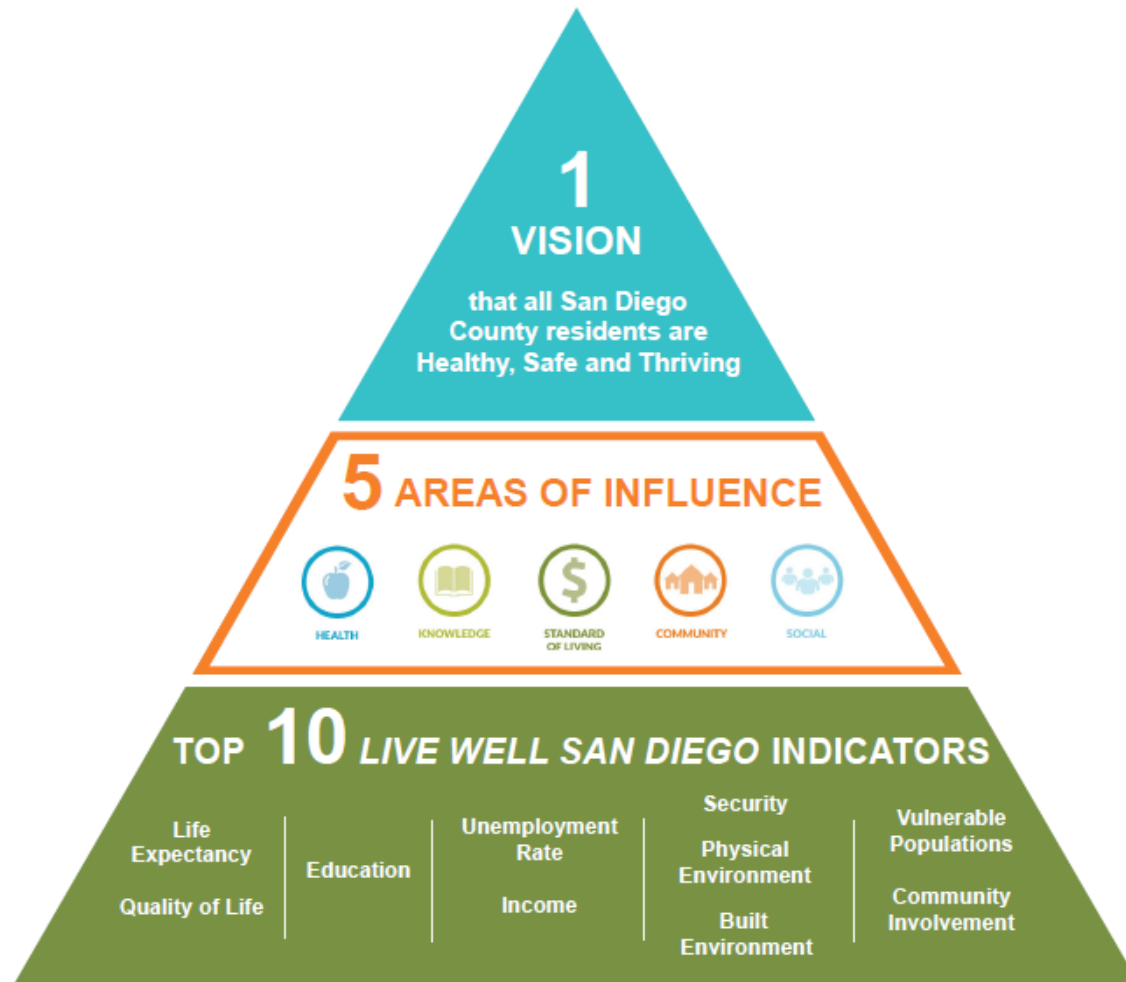 1
VISION
that all San Diego
County residents are
Healthy, Safe and Thriving
5 AREAS OF INFLUENCE
HEALTH
KNOWLEDGE
STANDARD
OF LIVING
COMMUNITY
SOCIAL
TOP 10 LIVE WELL SAN DIEGO INDICATORS
Life
Expectancy
Quality of Life
Education
Unemployment
Rate
Income
Security
Physical
Environment
Built
Environment
Vulnerable
Populations
Community
Involvement